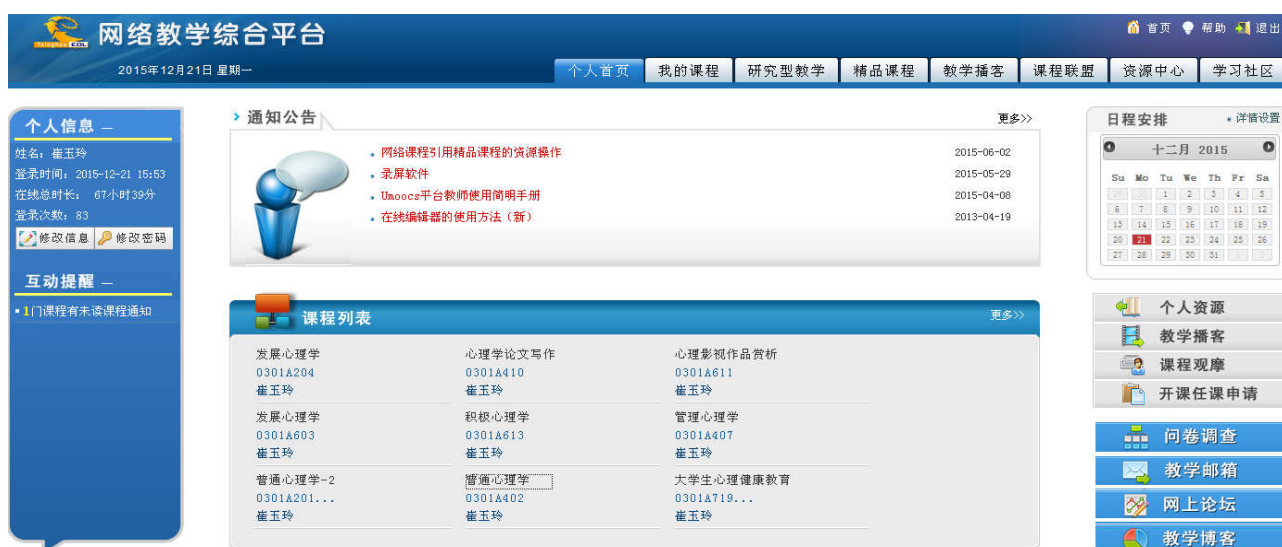 网络教学综合平台
首页 帮助 退出
2015年12月21日 星期一
个人首页 我的课程 研究型教学 精品课程 教学播客 课程联盟 资源中心 学习社区
个人信息
姓名：崔玉玲
登录时间：2015-12-21 15:53
在线总时长： 67小时39分
登录次数：83
修改信息 修改密码
互动提醒
1门课程有未读课程通知
通知公告 更多>>
网络课程引用精品课程的资源操作 2015-06-02
录屏软件 2015-05-29
Umoocs平台教师使用简明手册 2015-04-08
在线编辑器的使用方法（新） 2013-04-19
课程列表 更多>>
发展心理学 心理学论文写作 心理影视作品赏析
0301A204 0301A410 0301A611
崔玉玲 崔玉玲 崔玉玲
发展心理学 积极心理学 管理心理学
0301A603 0301A613 0301A407
崔玉玲 崔玉玲 崔玉玲
普通心理学-2 普通心理学 大学生心理健康教育
0301A201... 0301A402 0301A719...
崔玉玲 崔玉玲 崔玉玲
日程安排 详情设置
十二月 2015
Su Mo Tu We Th Fr Sa
1 2 3 4 5
6 7 8 9 10 11 12
13 14 15 16 17 18 19
20 21 22 23 24 25 26
27 28 29 30 31
个人资源
教学播客
课程观摩
开课任课申请
问卷调查
教学邮箱
网上论坛
教学博客